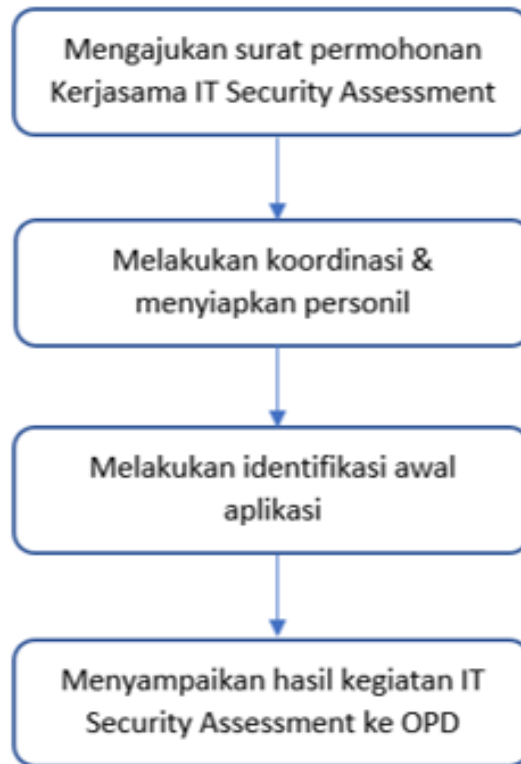 Mengajukan surat permohonan
Kerjasama IT Security Assessment
Melakukan koordinasi &
menyiapkan personil
Melakukan identifikasi awal
aplikasi
Menyampaikan hasil kegiatan IT
Security Assessment ke OPD